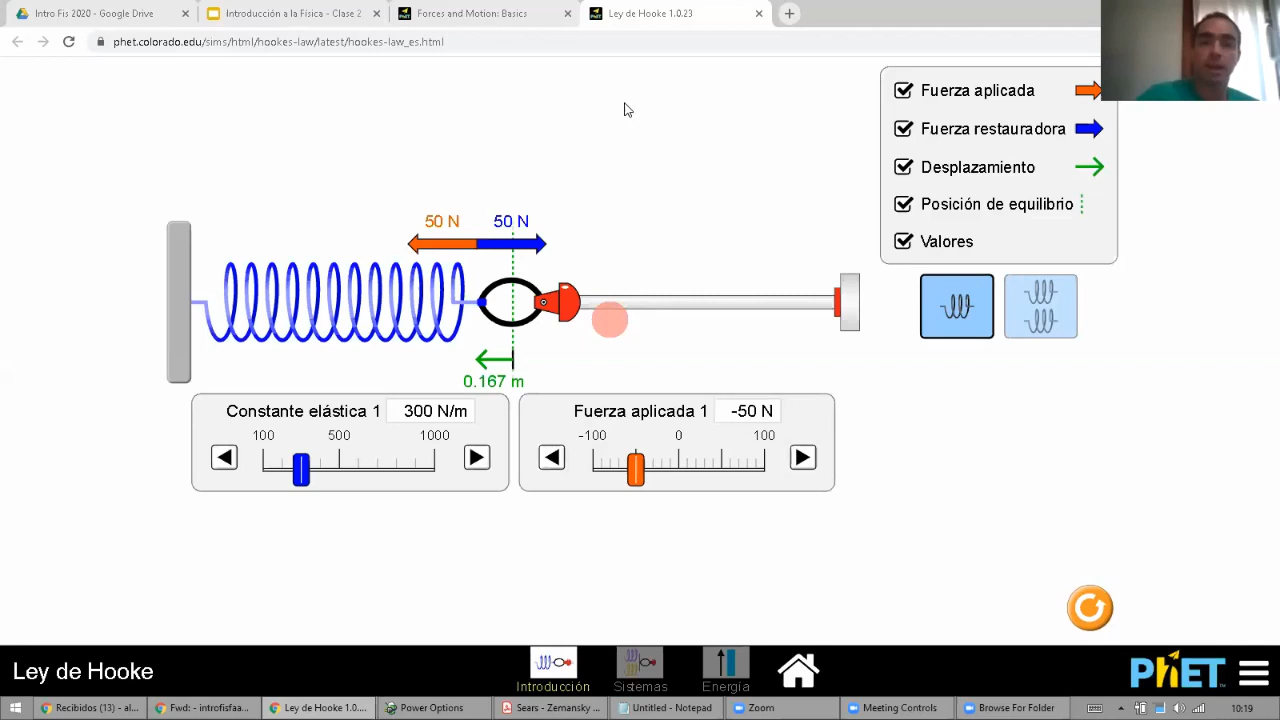 Intro Fis 2020 - Google Drive
Introducción a la Física - Clase 2
Forces and Motion: Basics
Ley de Hooke 1.0.23
phet.colorado.edu/sims/html/hookes-law/latest/hookes-law_es.html
Fuerza aplicada
Fuerza restauradora
Desplazamiento
Posición de equilibrio
Valores
50 N
50 N
0.167 m
Constante elástica 1
300 N/m
100
500
1000
Fuerza aplicada 1
-50 N
-100
0
100
Ley de Hooke
Introducción
Sistemas
Energía
PhET
Recibidos (13) - al...
Fwd: - introfisfaa...
Ley de Hooke 1.0....
Power Options
Sears - Zemansky ...
Untitled - Notepad
Zoom
Meeting Controls
Browse For Folder
10:19